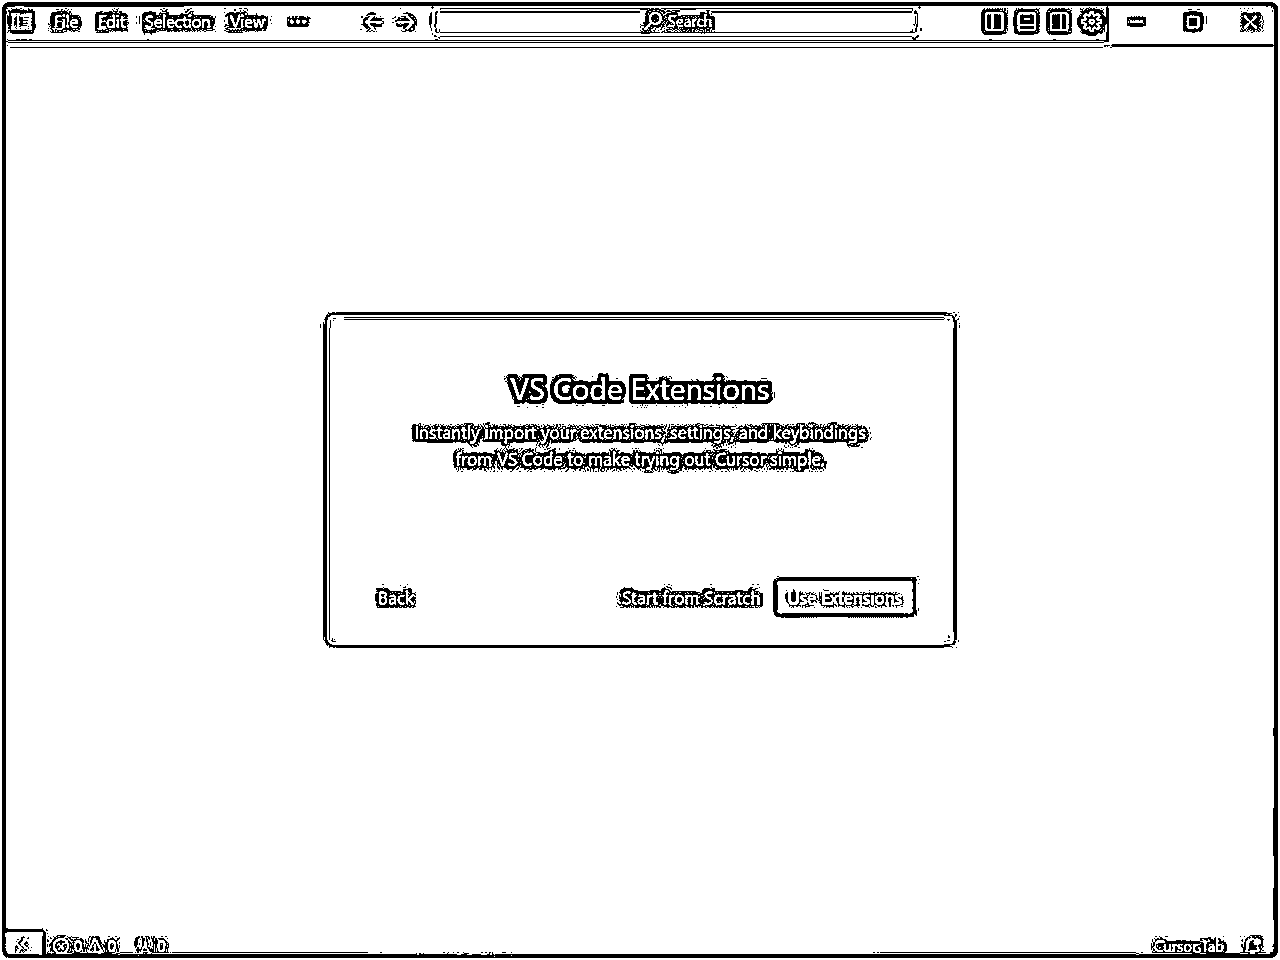 File Edit Selection View ... Search
VS Code Extensions
Instantly import your extensions, settings, and keybindings
from VS Code to make trying out Cursor simple.
Back Start from Scratch Use Extensions
0 0 0 Cursor Tab